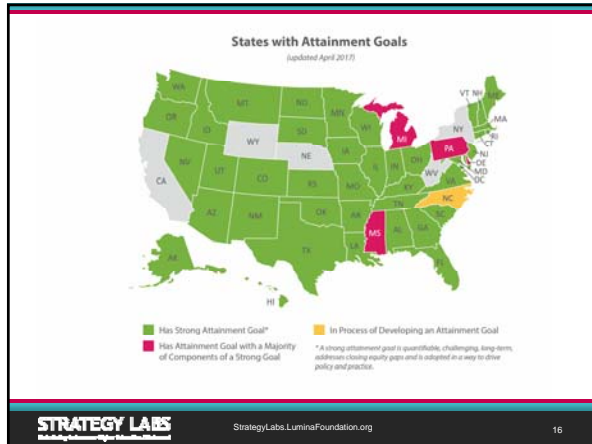 States with Attainment Goals
(updated April 2017)
WA
MT
ND
MN
VT NH
ME
OR
ID
SD
WI
MI
NY
MA
RI
CT
WY
IA
PA
NJ
NE
DE
MD
DC
NV
UT
CO
IL
IN
OH
WV
VA
CA
KS
MO
KY
NC
TN
AZ
NM
OK
AR
SC
MS
AL
GA
TX
LA
FL
AK
HI
Has Strong Attainment Goal*
Has Attainment Goal with a Majority
of Components of a Strong Goal
In Process of Developing an Attainment Goal
* A strong attainment goal is quantifiable, challenging, long-term,
addresses closing equity gaps and is adopted in a way to drive
policy and practice.
STRATEGY LABS
StrategyLabs.LuminaFoundation.org
16